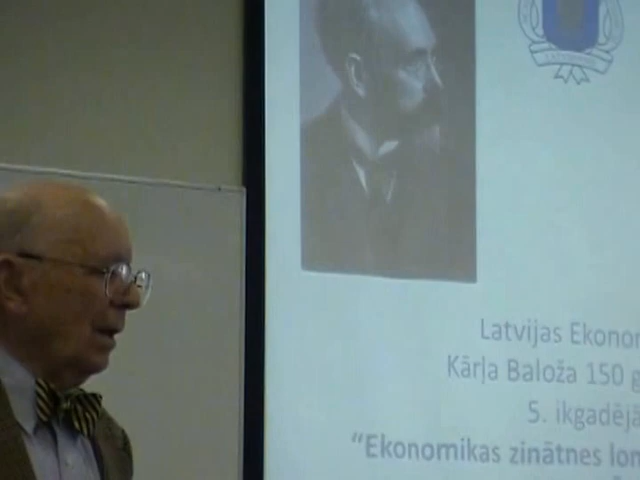 Latvijas Ekonom
Kārļa Baloža 150 g
5. ikgadējā
“Ekonomikas zinātnes lom